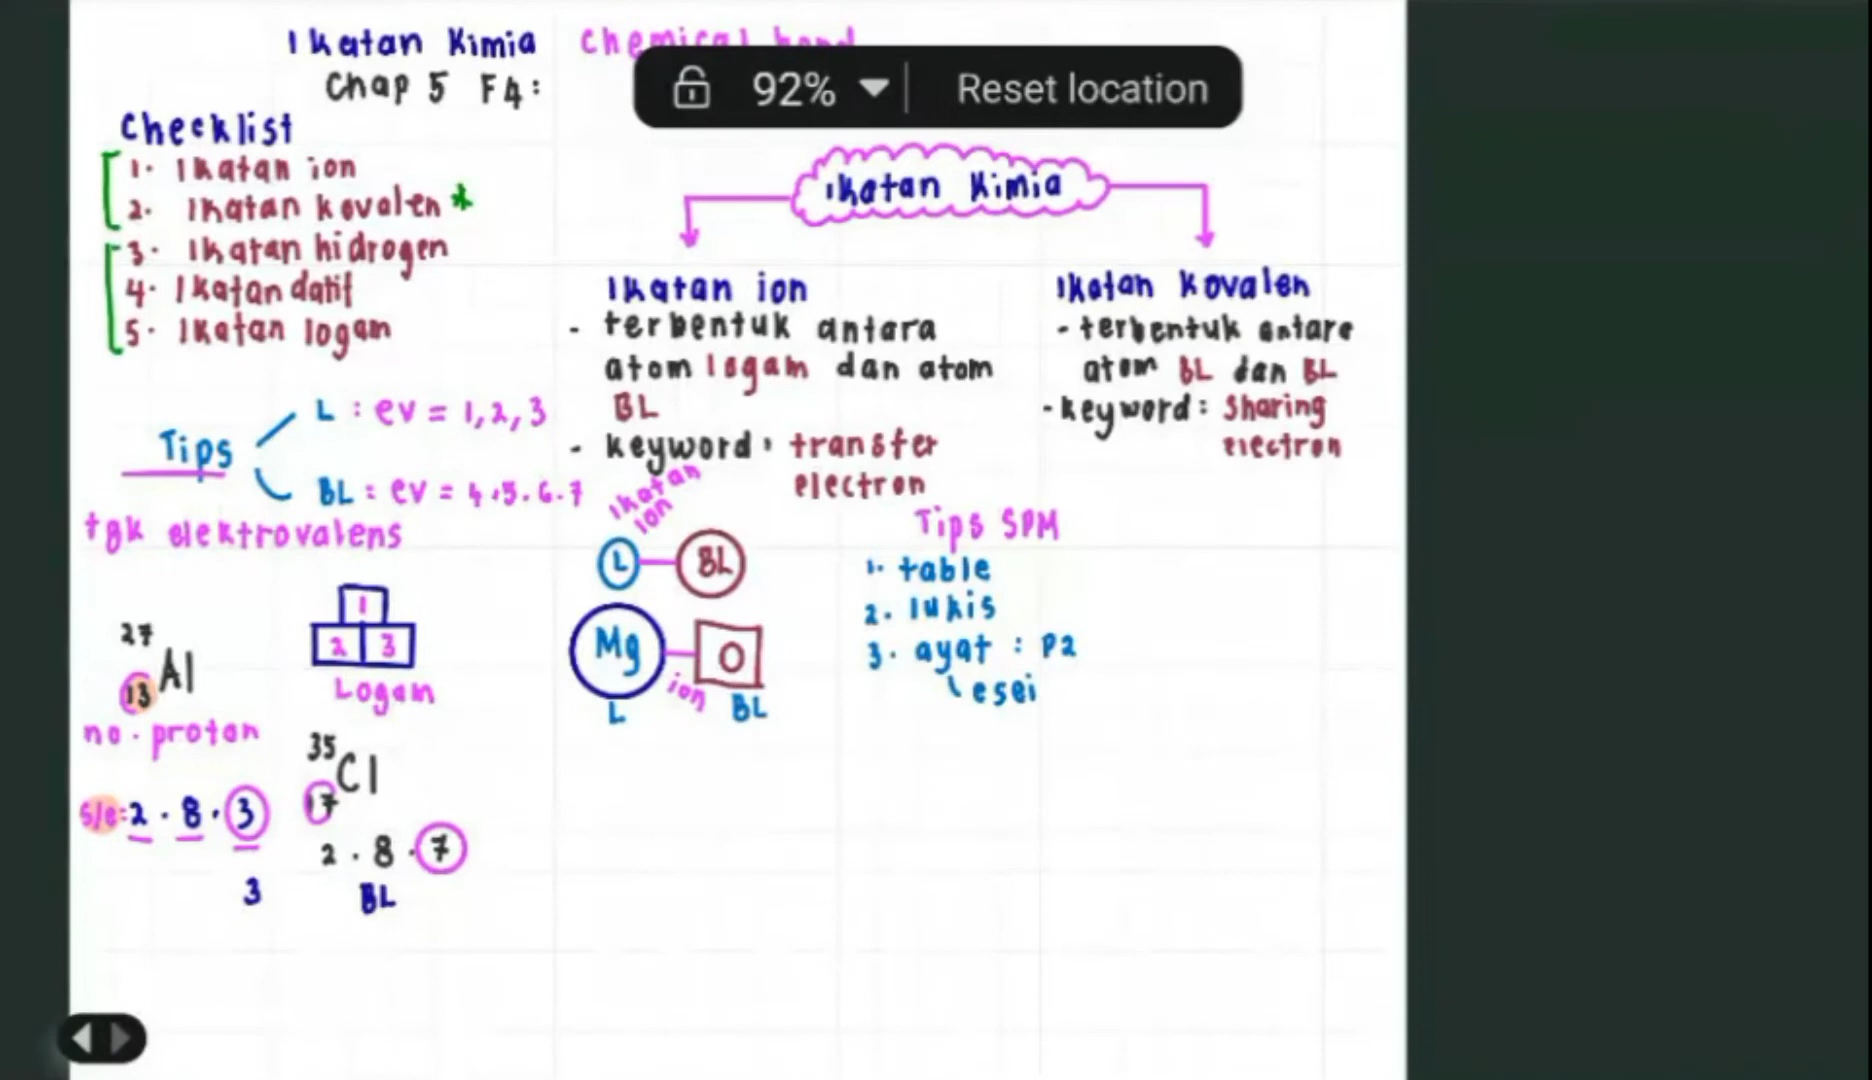 Ikatan Kimia Chemical bond
Chap 5 F4:
92%
Reset location
Checklist
1. Ikatan ion
2. Ikatan kovalen *
3. Ikatan hidrogen
4. Ikatan datif
5. Ikatan logam
Tips
L : ev = 1, 2, 3
BL : ev = 4.5.6.7
tgk elektrovalens
27
13 Al
no. proton
s/e: 2 . 8 . 3
3
1
2 3
Logam
35
17 Cl
2 . 8 . 7
BL
Ikatan Kimia
Ikatan ion
- terbentuk antara
atom logam dan atom
BL
- keyword : transfer
electron
Ikatan Kovalen
- terbentuk antara
atom BL dan BL
- keyword : Sharing
electron
Ikatan
ion
L BL
Mg O
L ion BL
Tips SPM
1. table
2. lukis
3. ayat : P2
esei